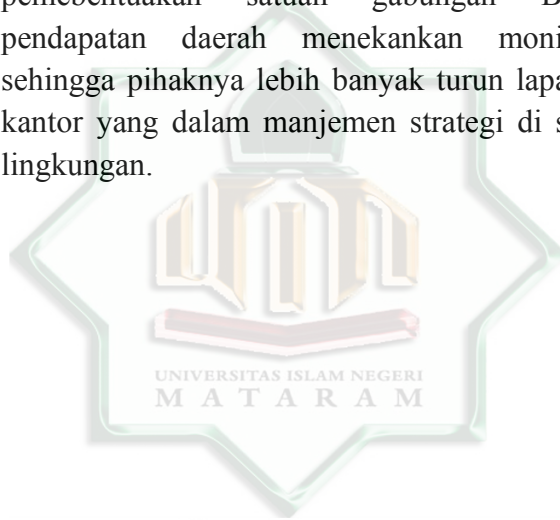 satuan gabungan B
pendapatan daerah menekankan moni
sehingga pihaknya lebih banyak turun lapa
kantor yang dalam manjemen strategi di s
lingkungan.
UNIVERSITAS ISLAM NEGERI
MATARAM